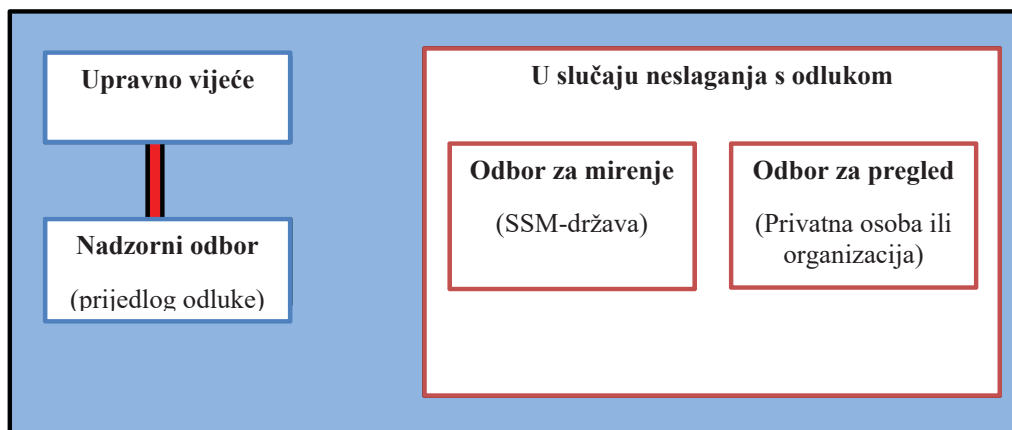 Upravno vijeće
Nadzorni odbor
(prijedlog odluke)
U slučaju neslaganja s odlukom
Odbor za mirenje
(SSM-država)
Odbor za pregled
(Privatna osoba ili
organizacija)